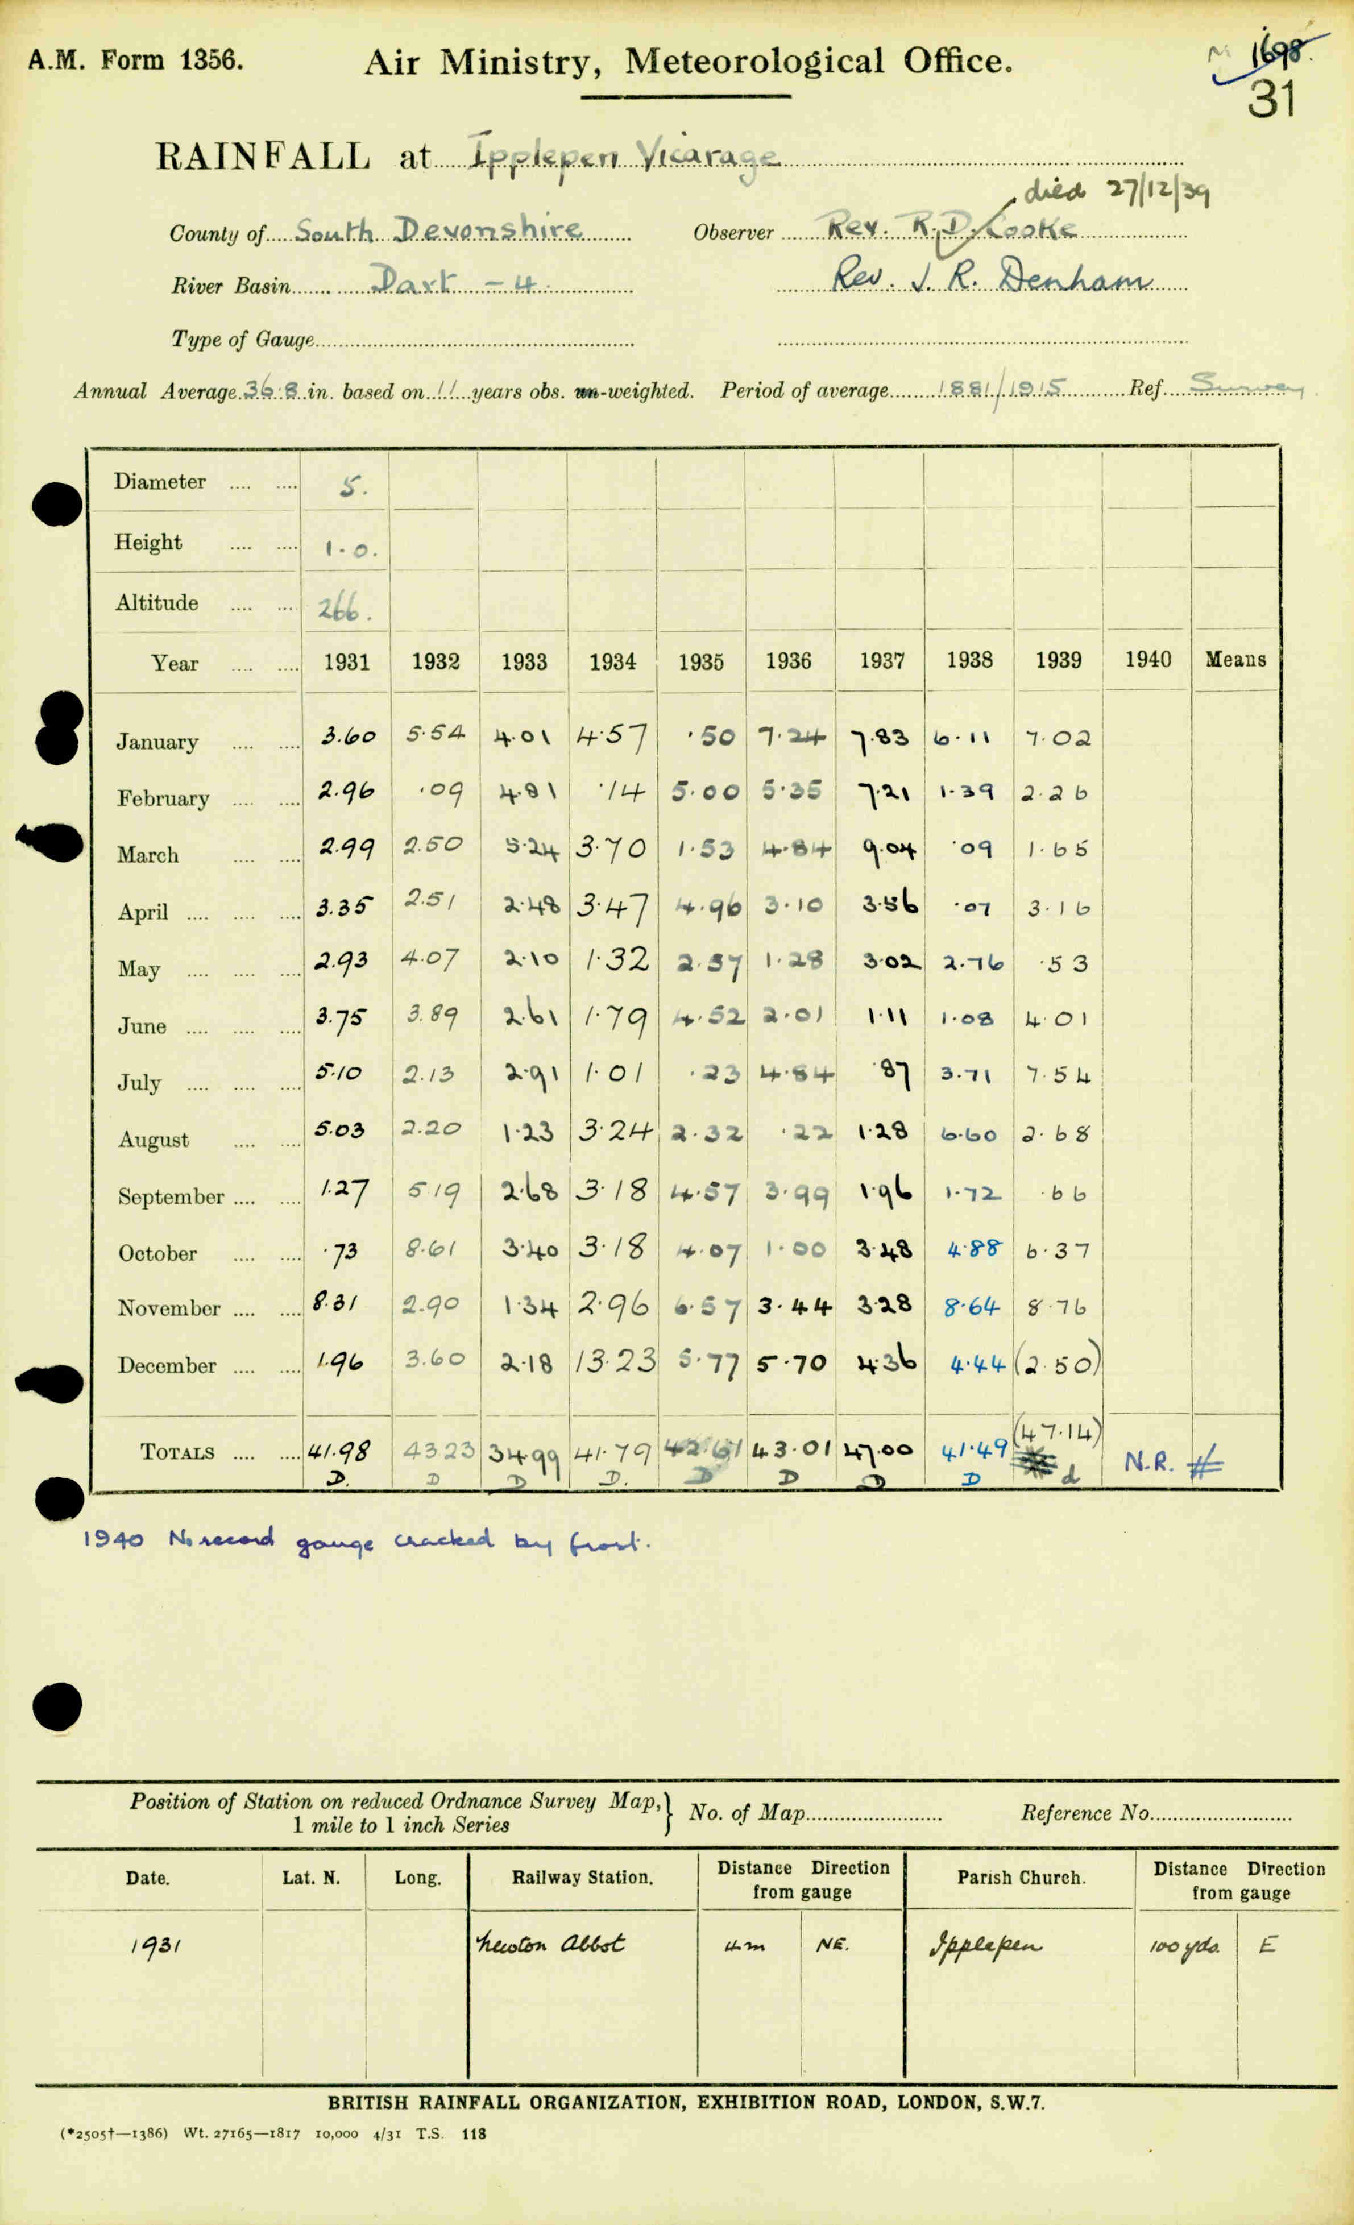 A.M. Form 1356.
Air Ministry, Meteorological Office.
1698
31
RAINFALL at Ipplepen Vicarage
died 27/12/39
County of South Devonshire Observer Rev. R. D. Cooke
River Basin Dart - 4 Rev. J. R. Denham
Type of Gauge
Annual Average 36.8 in. based on 11 years obs. un-weighted. Period of average 1881/1915 Ref. Survey
Diameter 5.
Height 1-0.
Altitude 266.
Year 1931 1932 1933 1934 1935 1936 1937 1938 1939 1940 Means
January 3.60 5.54 4.01 4.57 .50 7.24 7.83 6.11 7.02
February 2.96 .09 4.81 .14 5.00 5.35 7.21 1.39 2.26
March 2.99 2.50 5.24 3.70 1.53 4.84 9.04 .09 1.65
April 3.35 2.51 2.48 3.47 4.96 3.10 3.56 .07 3.16
May 2.93 4.07 2.10 1.32 2.57 1.28 3.02 2.76 .53
June 3.75 3.89 2.61 1.79 4.52 2.01 1.11 1.08 4.01
July 5.10 2.13 2.91 1.01 .23 4.84 .87 3.71 7.54
August 5.03 2.20 1.23 3.24 2.32 .22 1.28 6.60 2.68
September 1.27 5.19 2.68 3.18 4.57 3.99 1.96 1.72 .66
October .73 8.61 3.40 3.18 4.07 1.00 3.48 4.88 6.37
November 8.31 2.90 1.34 2.96 6.57 3.44 3.28 8.64 8.76
December 1.96 3.60 2.18 13.23 5.77 5.70 4.36 4.44 (2.50)
TOTALS 41.98 43.23 34.99 41.79 42.61 43.01 47.00 41.49 (47.14) N.R. #
D. D D D. D D D D d
1940 No record gauge cracked by frost.
Position of Station on reduced Ordnance Survey Map, 1 mile to 1 inch Series } No. of Map Reference No.
Date. Lat. N. Long. Railway Station. Distance Direction from gauge Parish Church. Distance Direction from gauge
1931 Newton Abbot 4m NE. Ipplepen 100 yds. E
BRITISH RAINFALL ORGANIZATION, EXHIBITION ROAD, LONDON, S.W.7.
(*2505†—1386) Wt. 27165—1817 10,000 4/31 T.S. 118